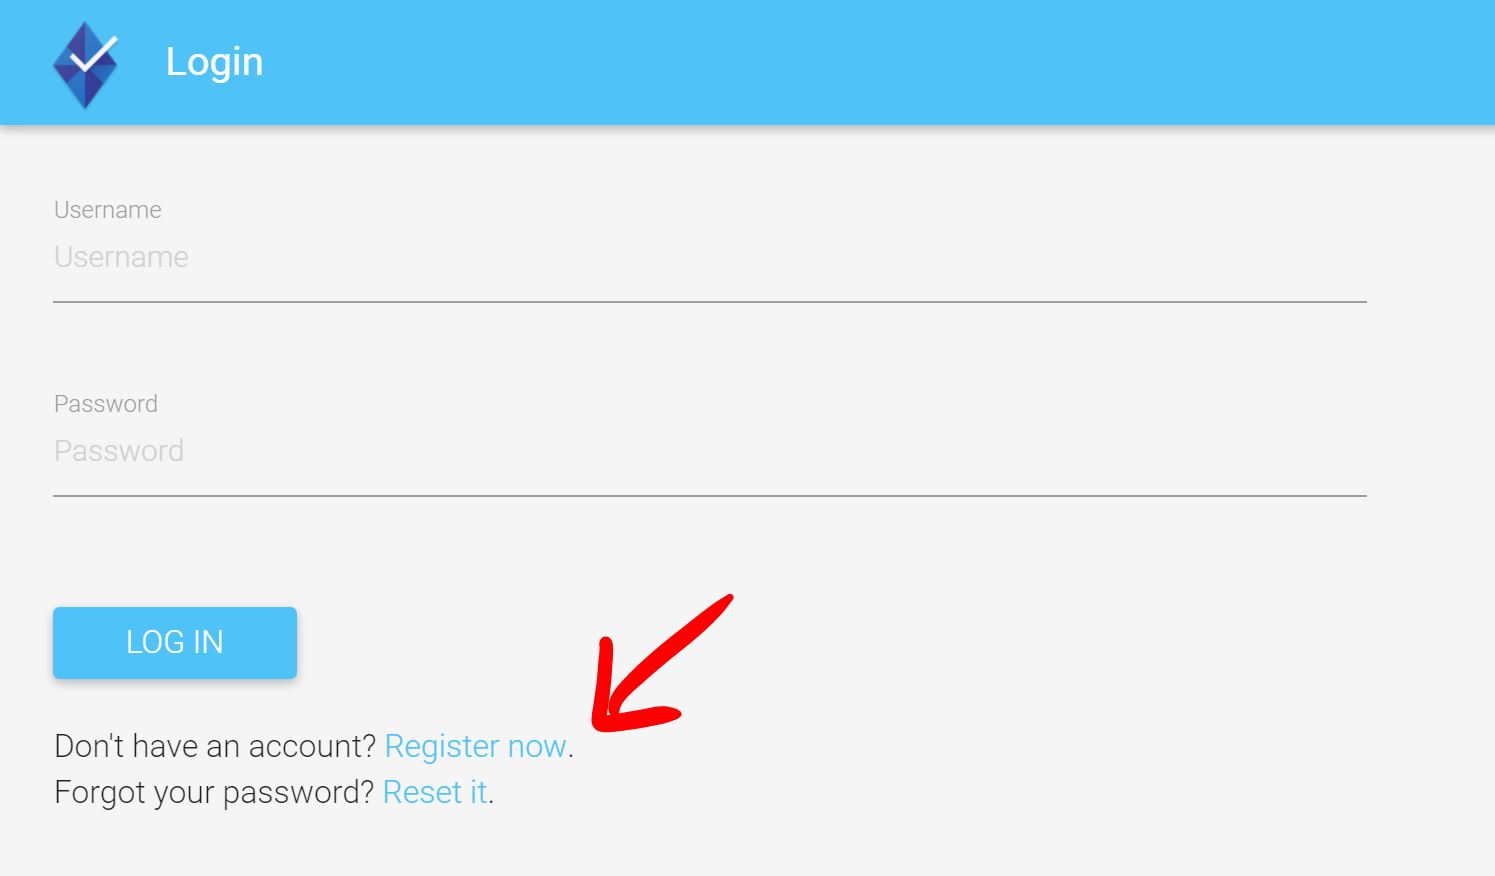 Login
Username
Username
Password
Password
LOG IN
Don't have an account? Register now.
Forgot your password? Reset it.